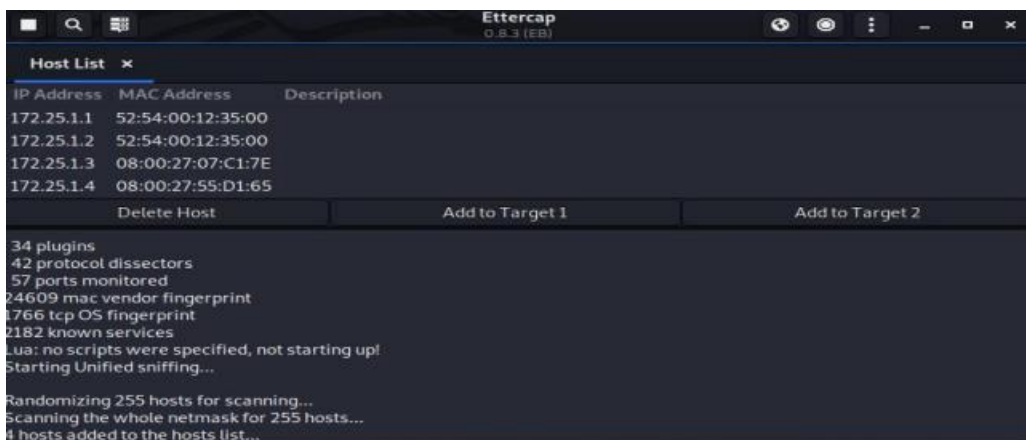 Ettercap
0.8.3 (EB)
Host List ×
IP Address MAC Address Description
172.25.1.1 52:54:00:12:35:00
172.25.1.2 52:54:00:12:35:00
172.25.1.3 08:00:27:07:C1:7E
172.25.1.4 08:00:27:55:D1:65
Delete Host Add to Target 1 Add to Target 2
34 plugins
42 protocol dissectors
57 ports monitored
24609 mac vendor fingerprint
1766 tcp OS fingerprint
2182 known services
Lua: no scripts were specified, not starting up!
Starting Unified sniffing...
Randomizing 255 hosts for scanning...
Scanning the whole netmask for 255 hosts...
4 hosts added to the hosts list...